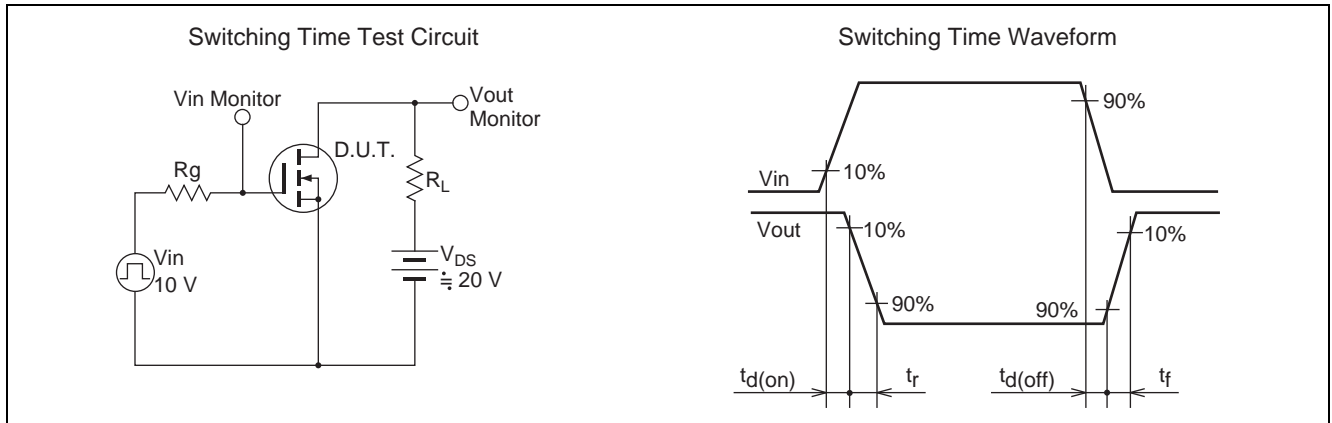 Switching Time Test Circuit
Vin Monitor
Vout
Monitor
D.U.T.
Rg
RL
Vin
10 V
VDS
≒ 20 V
Switching Time Waveform
90%
Vin
10%
Vout
10%
10%
90%
90%
td(on)
tr
td(off)
tf